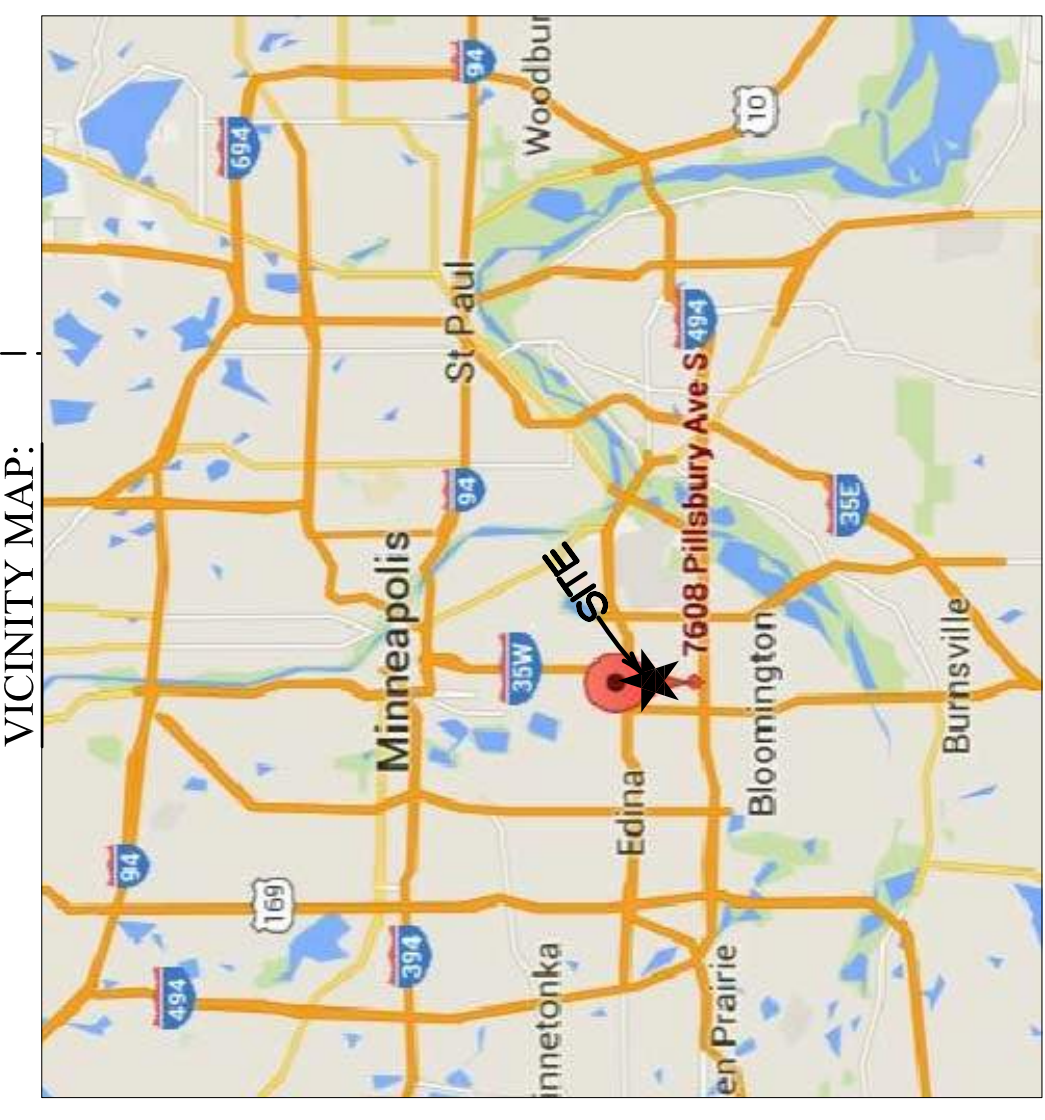 VICINITY MAP:
694
94
Woodbur
10
St Paul
494
94
35E
7608 Pillsbury Ave S
Minneapolis
SITE
35W
Bloomington
Burnsville
Edina
94
169
394
494
innetonka
en Prairie